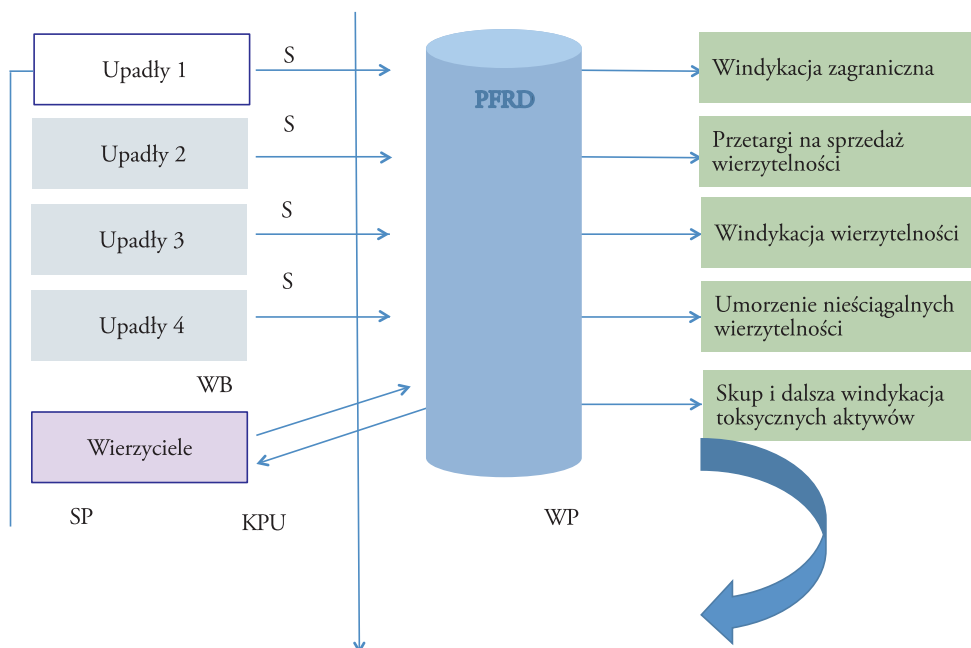 Upadły 1
S
Upadły 2
S
Upadły 3
S
Upadły 4
S
WB
Wierzyciele
SP
KPU
PFRD
WP
Windykacja zagraniczna
Przetargi na sprzedaż
wierzytelności
Windykacja wierzytelności
Umorzenie nieściągalnych
wierzytelności
Skup i dalsza windykacja
toksycznych aktywów